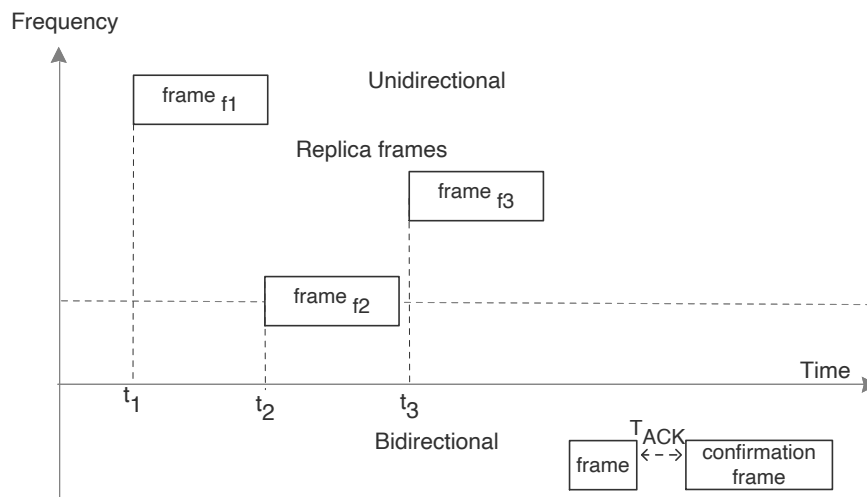 Frequency
Unidirectional
frame f1
Replica frames
frame f3
frame f2
Time
t1
t2
t3
Bidirectional
TACK
frame
confirmation
frame